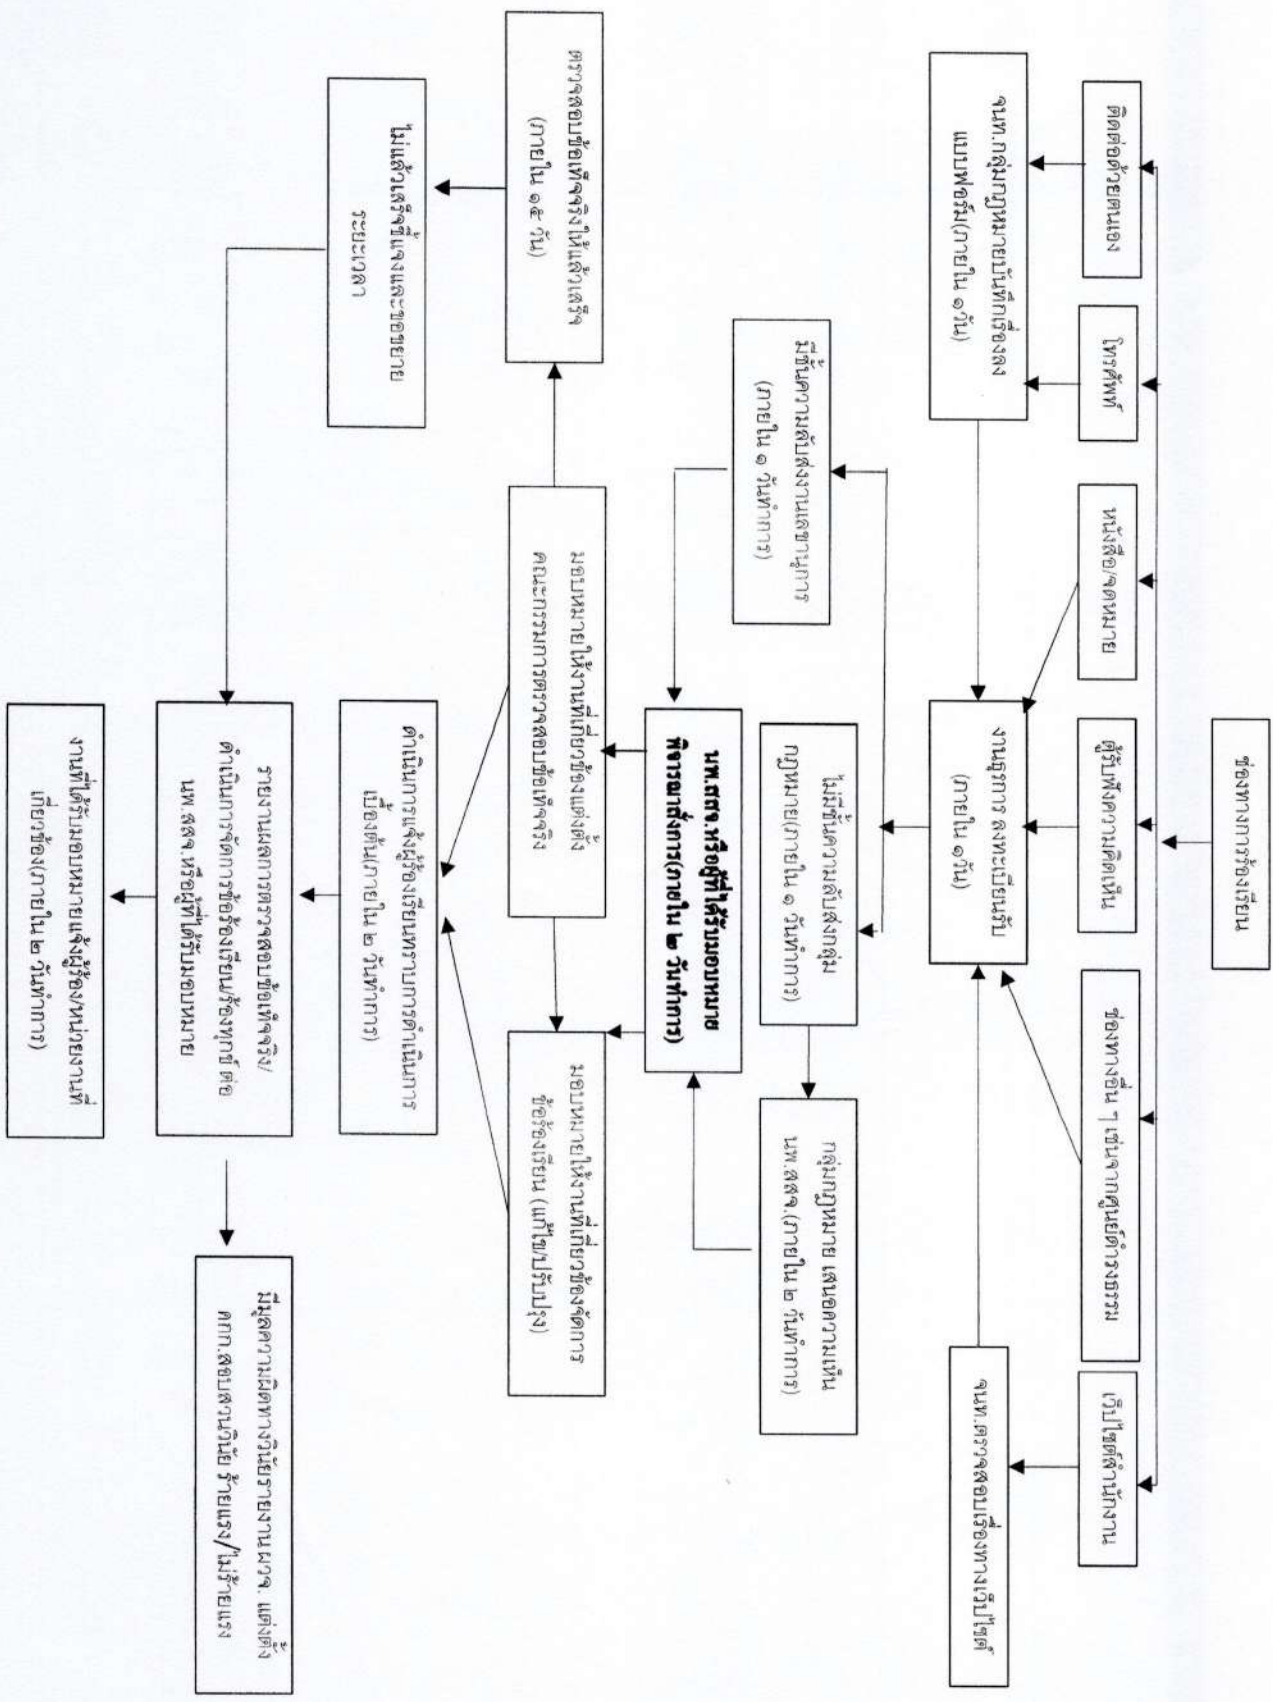 ช่องทางการร้องเรียน
ติดต่อด้วยตนเอง
โทรศัพท์
หนังสือ/จดหมาย
ตู้รับฟังความคิดเห็น
ช่องทางอื่น ๆ เช่นจากศูนย์ดำรงธรรม
เว็ปไซต์สำนักงาน
จนท.กลุ่มกฎหมายบันทึกเรื่องลง
แบบฟอร์ม(ภายใน ๑วัน)
งานธุรการ ลงทะเบียนรับ
(ภายใน ๑วัน)
จนท.ตรวจสอบเรื่องทางเว็ปไซต์
มีชั้นความลับส่งงานเลขานุการ
(ภายใน ๑ วันทำการ)
ไม่มีชั้นความลับส่งกลุ่ม
กฎหมาย(ภายใน ๑ วันทำการ)
กลุ่มกฎหมาย เสนอความเห็น
นพ.สสจ.(ภายใน ๒ วันทำการ)
นพ.สสจ.หรือผู้ที่ได้รับมอบหมาย
พิจารณาสั่งการ(ภายใน ๒ วันทำการ)
ตรวจสอบข้อเท็จจริงให้แล้วเสร็จ
(ภายใน ๑๕ วัน)
มอบหมายให้งานที่เกี่ยวข้องแต่งตั้ง
คณะกรรมการตรวจสอบข้อเท็จจริง
มอบหมายให้งานที่เกี่ยวข้องจัดการ
ข้อร้องเรียน (แก้ไข/ปรับปรุง)
ไม่แล้วเสร็จชี้แจงและขอขยาย
ระยะเวลา
ดำเนินการแจ้งผู้ร้องเรียนทราบการดำเนินการ
เบื้องต้น(ภายใน ๒ วันทำการ)
รายงานผลการตรวจสอบข้อเท็จจริง/
ดำเนินการจัดการข้อร้องเรียน/ร้องทุกข์ ต่อ
นพ.สสจ.หรือผู้ที่ได้รับมอบหมาย
มีมูลความผิดทางวินัยรายงาน ผวจ. แต่งตั้ง
คกก.สอบสวนวินัย ร้ายแรง/ไม่ร้ายแรง
งานที่ได้รับมอบหมายแจ้งผู้ร้อง/หน่วยงานที่
เกี่ยวข้อง(ภายใน ๒ วันทำการ)